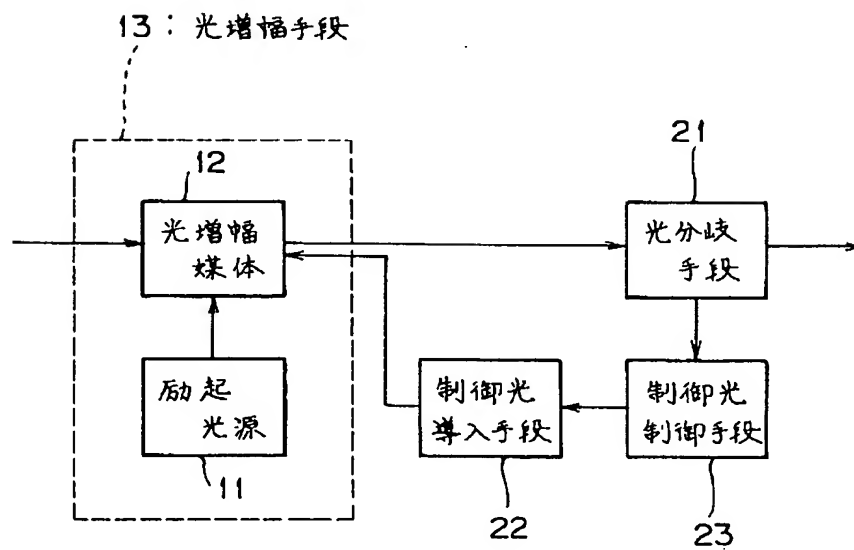 13：光増幅手段
12
光増幅
媒体
励起
光源
11
21
光分岐
手段
制御光
導入手段
22
制御光
制御手段
23